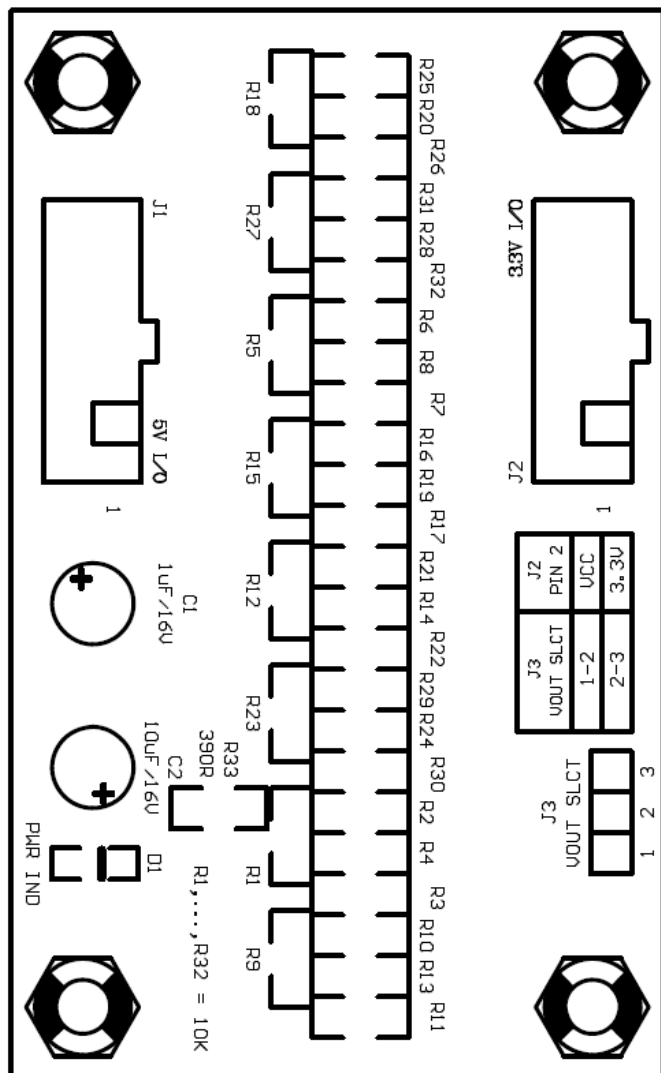 R18
R25
R20
R26
R27
R31
R28
R32
R5
R6
R8
R7
R15
R16
R19
R17
R12
R21
R14
R22
R23
R29
R24
R30
R1
R2
R4
R3
R9
R10
R13
R11
J1
5V I/O
1
3.3V I/O
J2
1
C1
1uF/16V
10uF/16V
C2
390R
R33
PWR IND
D1
R1,...,R32 = 10K
J2
PIN 2
VCC
3.3V
J3
VOUT SLCT
1-2
2-3
J3
VOUT SLCT
1 2 3